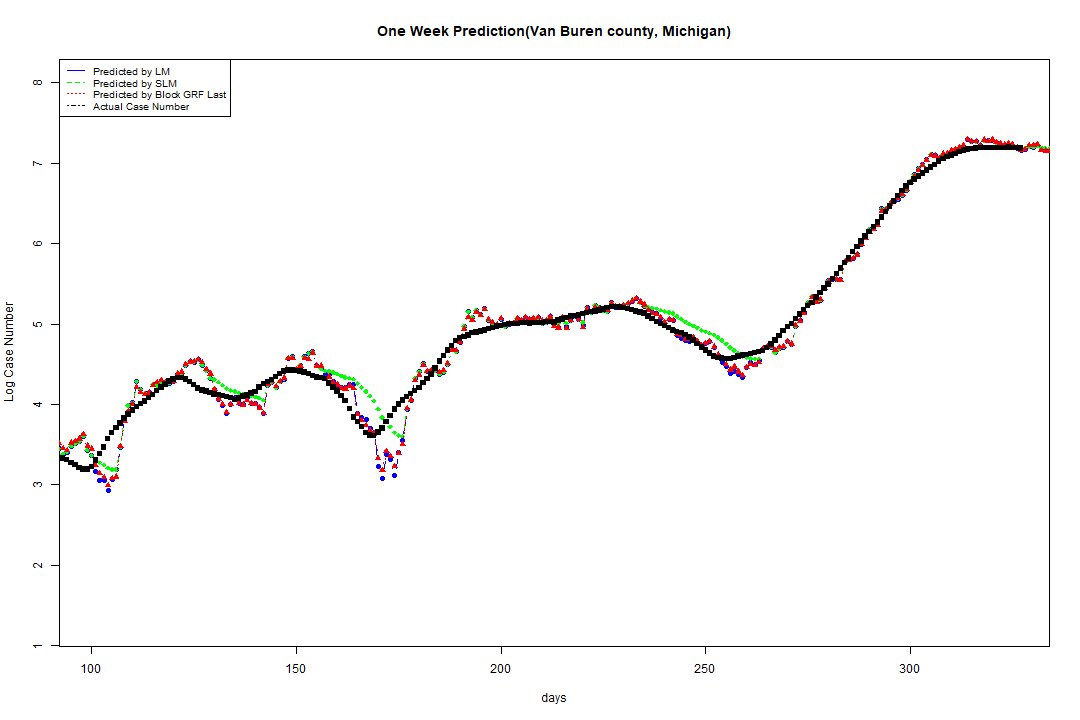 One Week Prediction(Van Buren county, Michigan)
Predicted by LM
Predicted by SLM
Predicted by Block GRF Last
Actual Case Number
8
7
6
5
4
3
2
1
Log Case Number
100 150 200 250 300
days